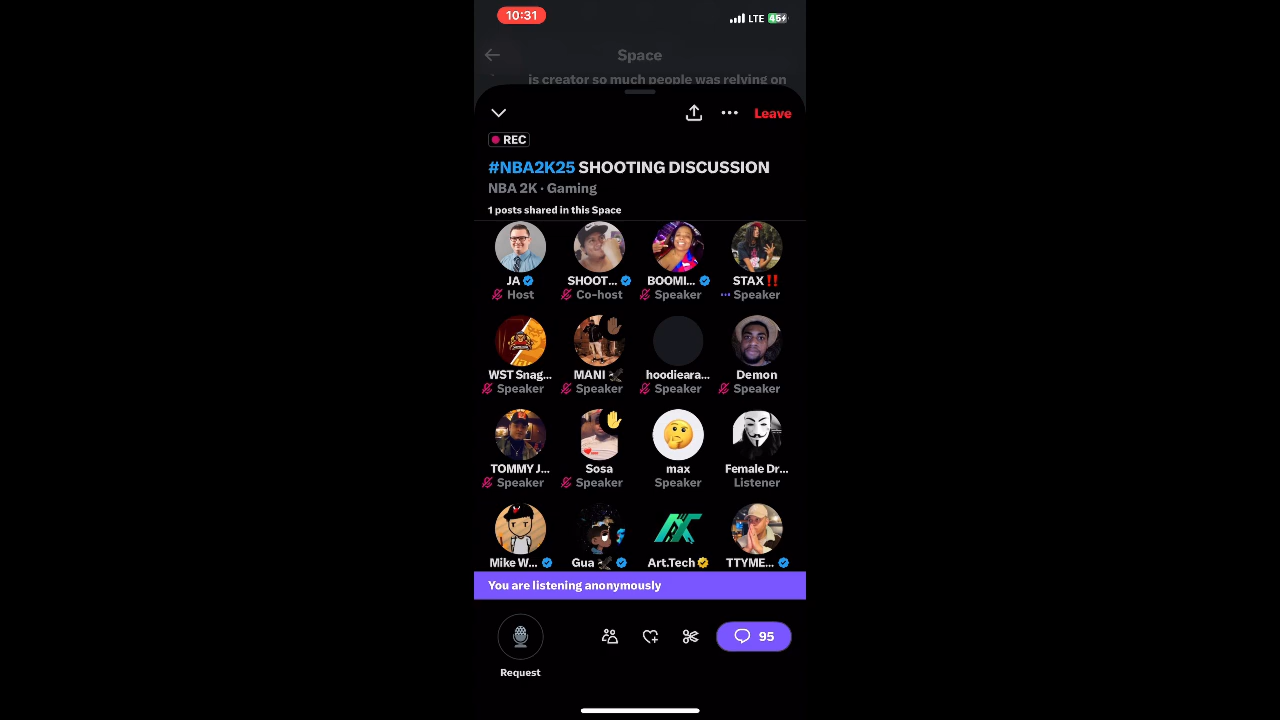 10:31
LTE 45
Space
is creator so much people was relying on
Leave
REC
#NBA2K25 SHOOTING DISCUSSION
NBA 2K · Gaming
1 posts shared in this Space
JA SHOOT... BOOMI... STAX‼️
Host Co-host Speaker Speaker
WST Snag... MANI hoodieara... Demon
Speaker Speaker Speaker Speaker
TOMMY J... Sosa max Female Dr...
Speaker Speaker Speaker Listener
Mike W... Gua Art.Tech TTYME...
You are listening anonymously
95
Request